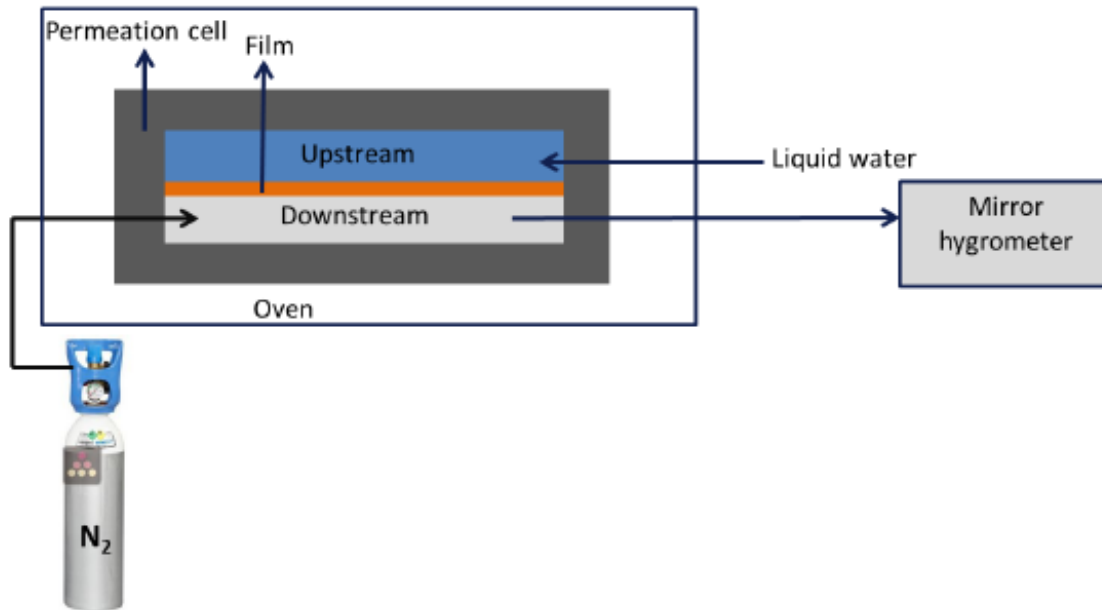 Permeation cell
Film
Upstream
Liquid water
Downstream
Mirror
hygrometer
Oven
N₂